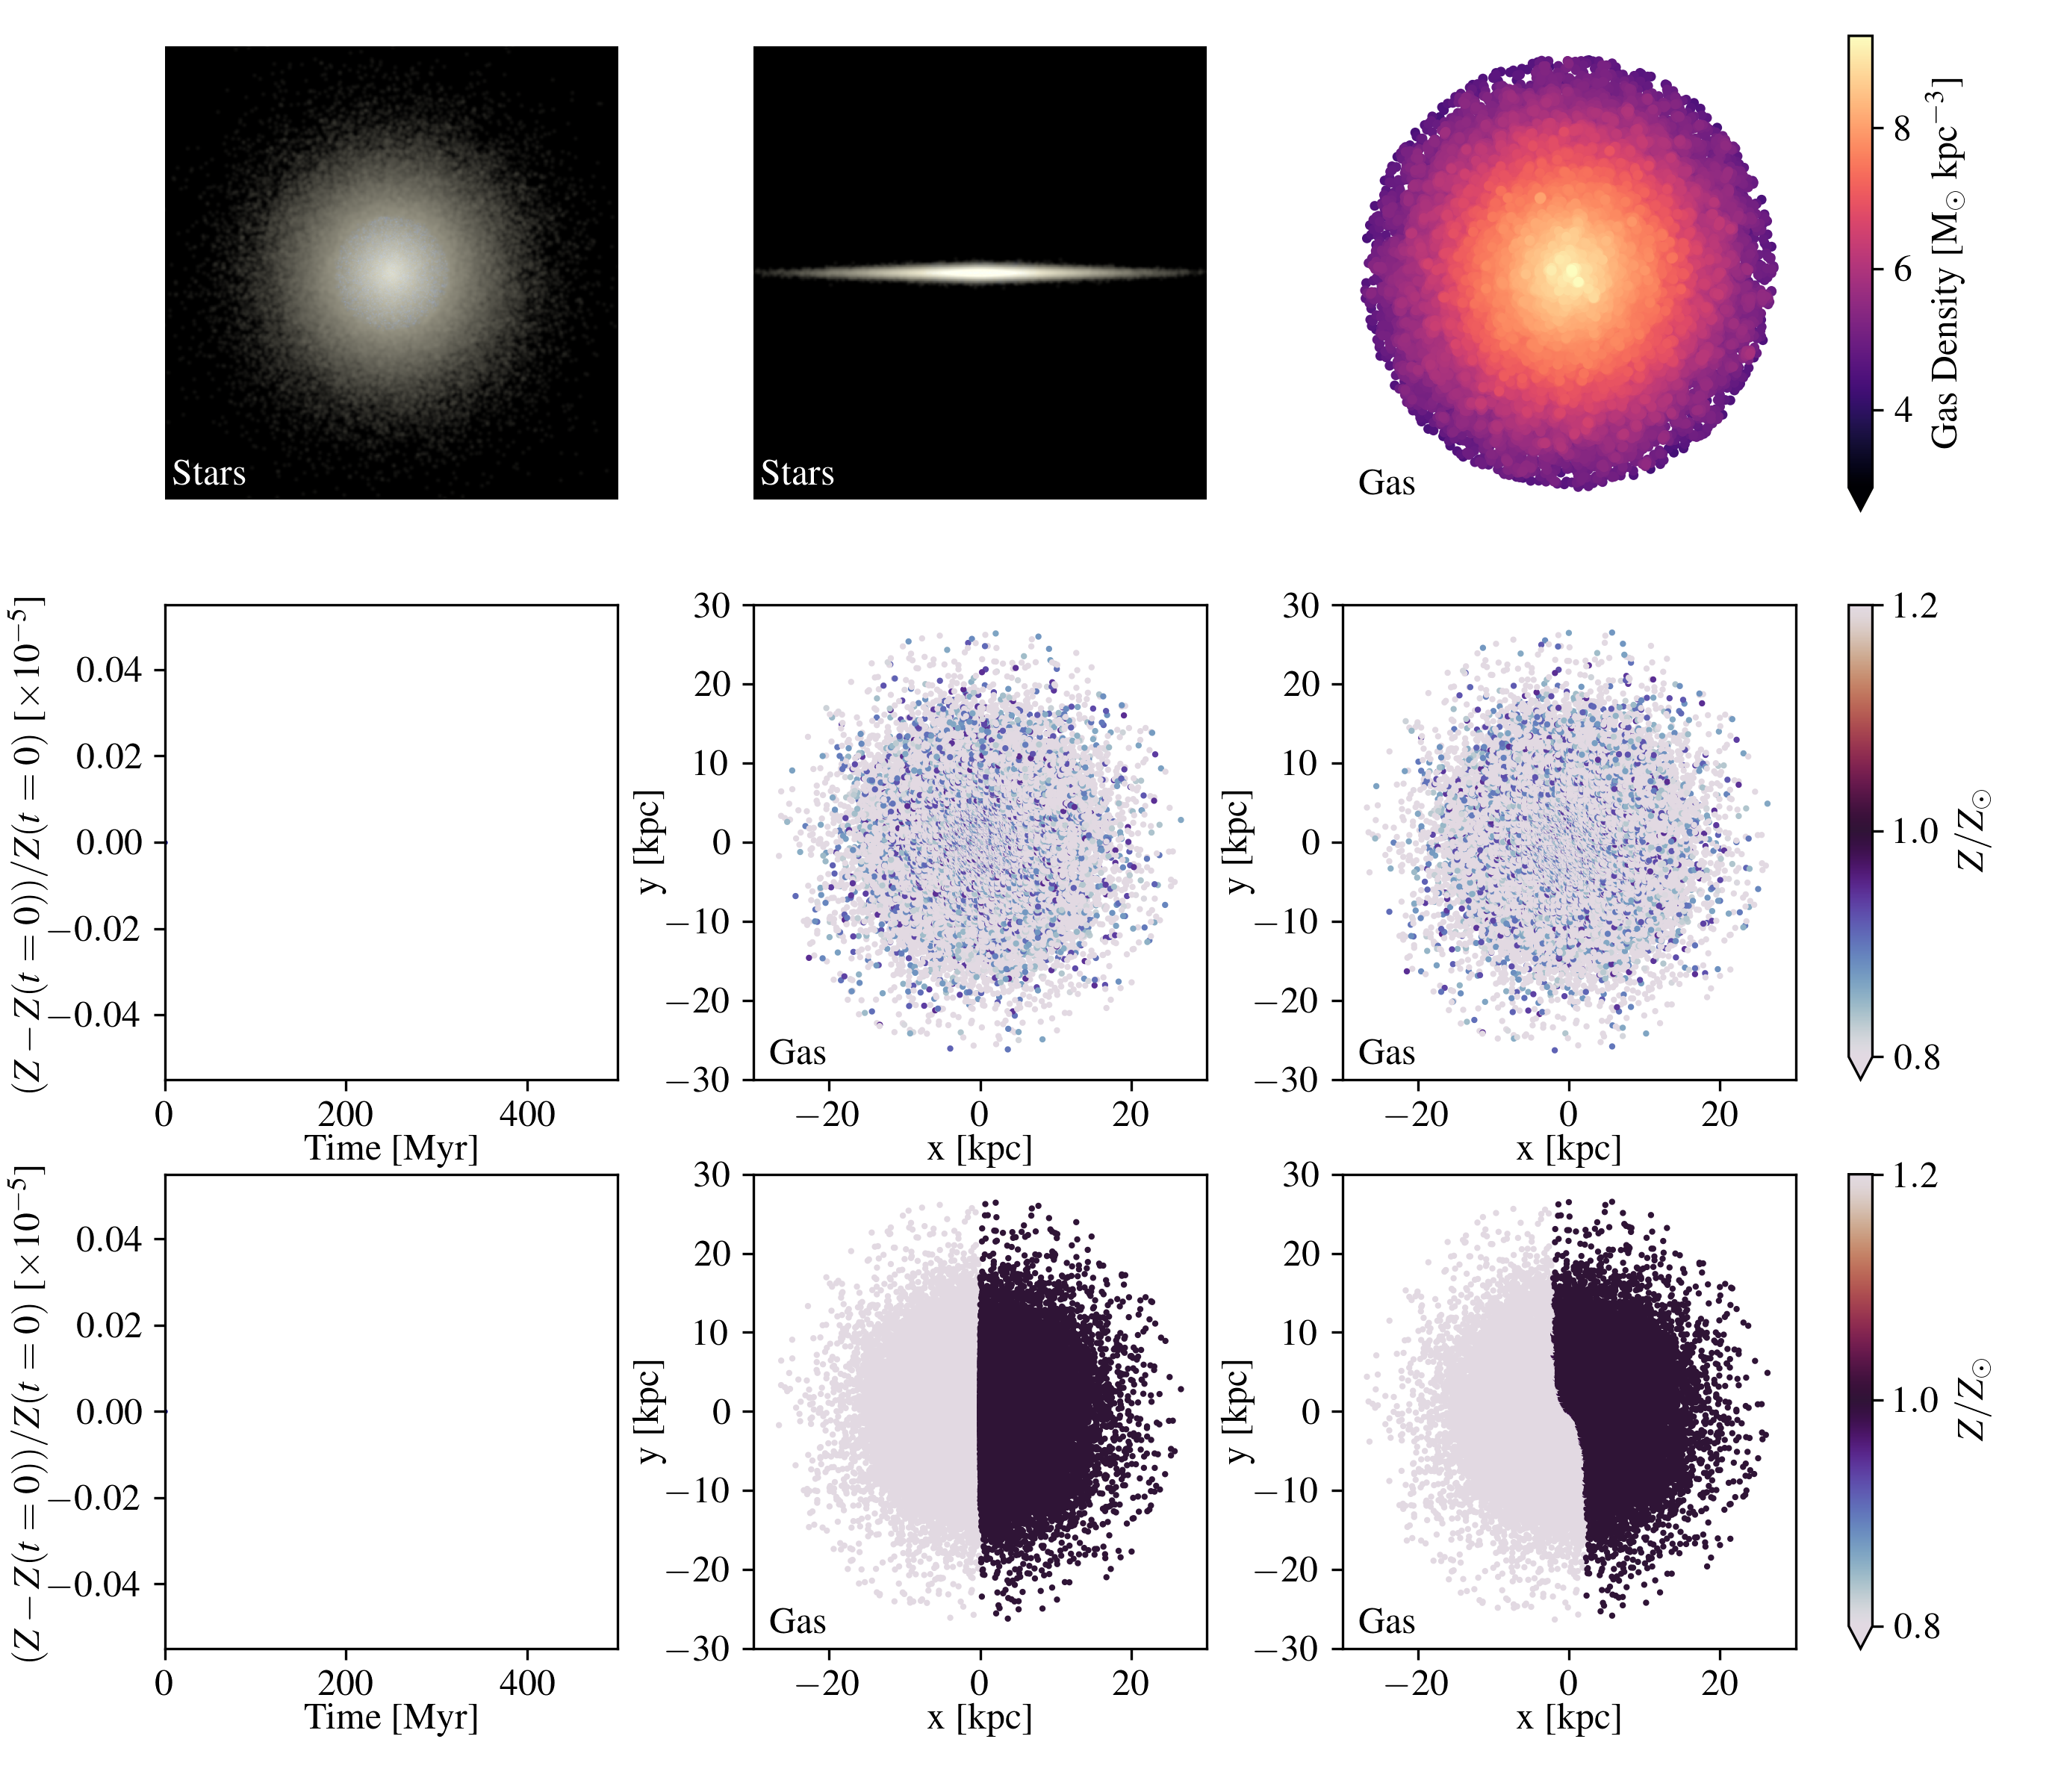 Stars
Stars
Gas
8
6
4
Gas Density [M⊙ kpc−3]
(Z − Z(t = 0))/Z(t = 0) [×10−5]
0.04
0.02
0.00
−0.02
−0.04
0
200
400
Time [Myr]
y [kpc]
30
20
10
0
−10
−20
−30
Gas
−20
0
20
x [kpc]
y [kpc]
30
20
10
0
−10
−20
−30
Gas
−20
0
20
x [kpc]
1.2
1.0
0.8
Z/Z⊙
(Z − Z(t = 0))/Z(t = 0) [×10−5]
0.04
0.02
0.00
−0.02
−0.04
0
200
400
Time [Myr]
y [kpc]
30
20
10
0
−10
−20
−30
Gas
−20
0
20
x [kpc]
y [kpc]
30
20
10
0
−10
−20
−30
Gas
−20
0
20
x [kpc]
1.2
1.0
0.8
Z/Z⊙